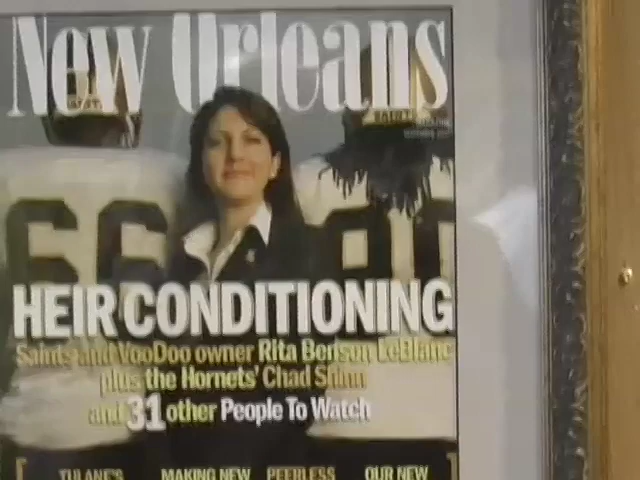 New Orleans
66
HEIR CONDITIONING
Saints and VooDoo owner Rita Benson LeBlanc
plus the Hornets' Chad Shinn
and 31 other People To Watch
TULANE'S MAKING NEW PEERLESS OUR NEW